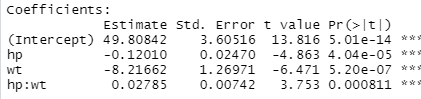 Coefficients:
Estimate Std. Error t value Pr(>|t|)
(Intercept) 49.80842 3.60516 13.816 5.01e-14 ***
hp -0.12010 0.02470 -4.863 4.04e-05 ***
wt -8.21662 1.26971 -6.471 5.20e-07 ***
hp:wt 0.02785 0.00742 3.753 0.000811 ***